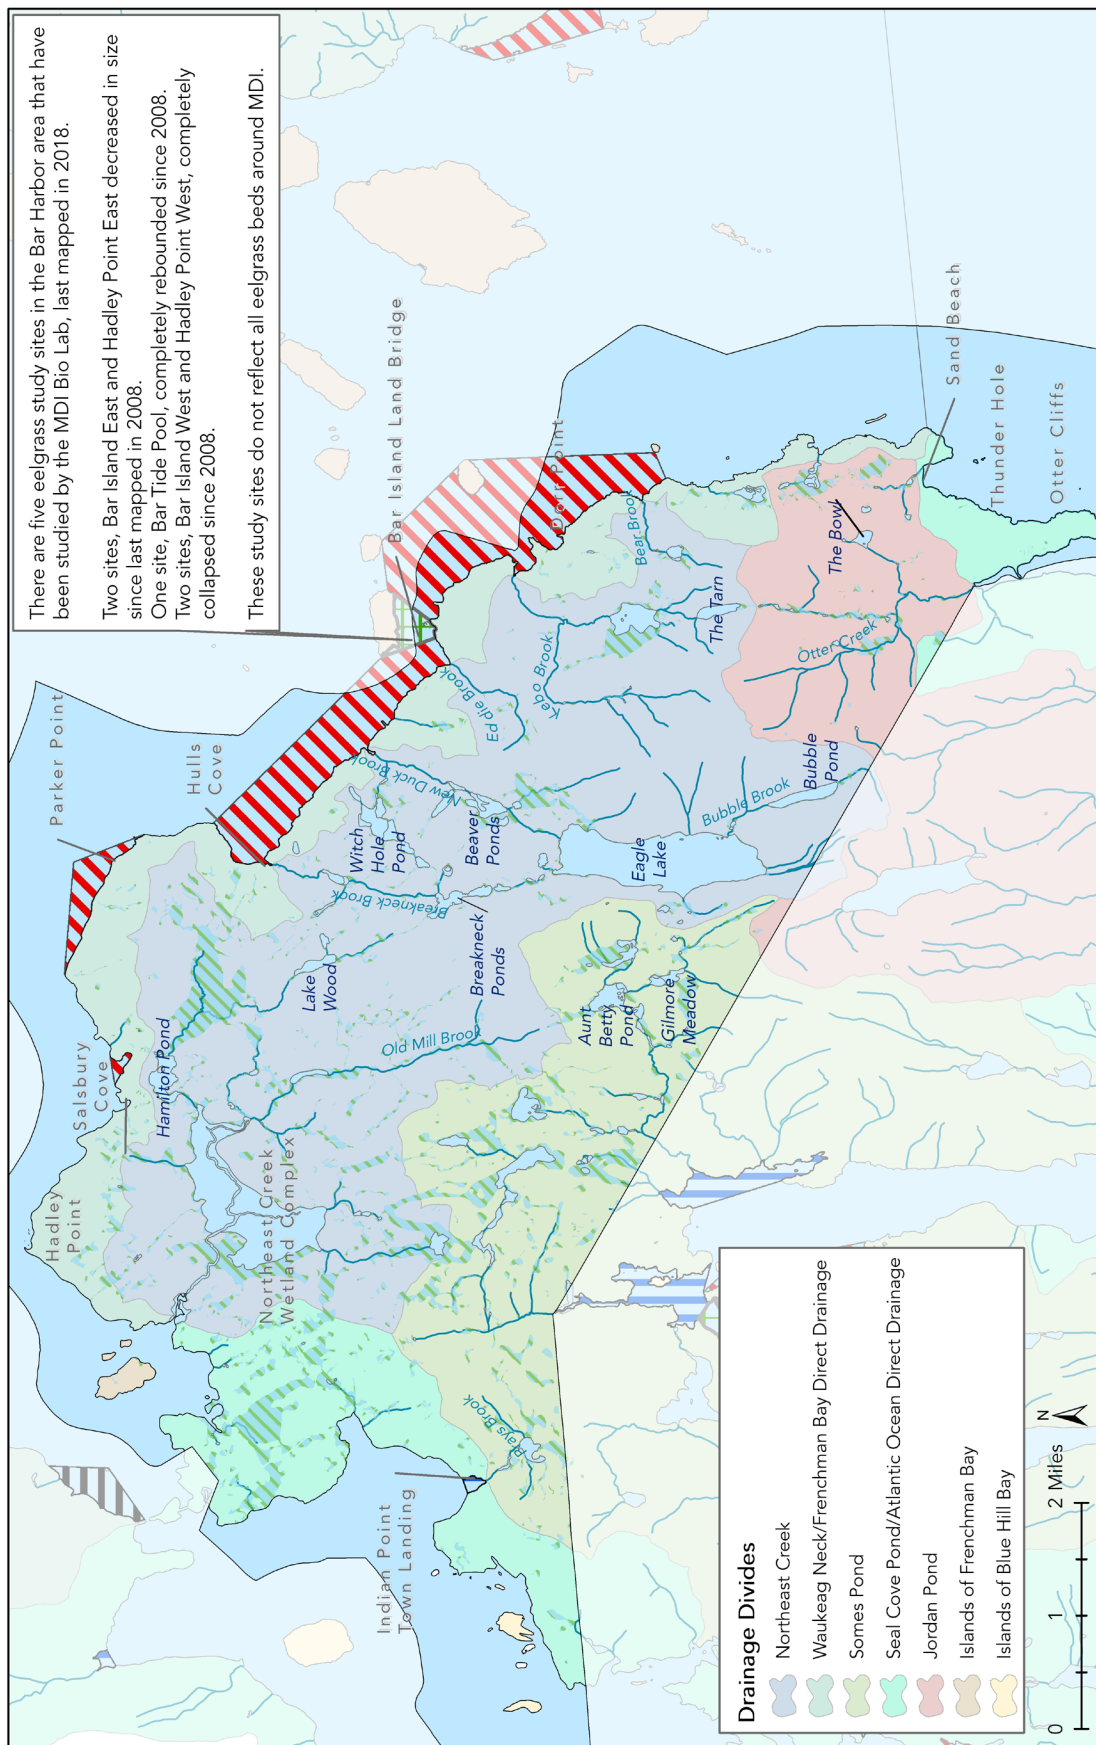 There are five eelgrass study sites in the Bar Harbor area that have
been studied by the MDI Bio Lab, last mapped in 2018.
Two sites, Bar Island East and Hadley Point East decreased in size
since last mapped in 2008.
One site, Bar Tide Pool, completely rebounded since 2008.
Two sites, Bar Island West and Hadley Point West, completely
collapsed since 2008.
These study sites do not reflect all eelgrass beds around MDI.
Parker Point
Hulls
Cove
Salsbury
Cove
Hadley
Point
Bar Island Land Bridge
Dorr Point
Sand Beach
Thunder Hole
Otter Cliffs
Indian Point
Town Landing
Northeast Creek
Wetland Complex
Hamilton Pond
Lake
Wood
Witch
Hole
Pond
Beaver
Ponds
Breakneck
Ponds
Eagle
Lake
Bubble
Pond
The Tarn
The Bowl
Aunt
Betty
Pond
Gilmore
Meadow
Old Mill Brook
Breakneck Brook
New Duck Brook
Eddie Brook
Kebo Brook
Bear Brook
Otter Creek
Bubble Brook
Prays Brook
Drainage Divides
Northeast Creek
Waukeag Neck/Frenchman Bay Direct Drainage
Somes Pond
Seal Cove Pond/Atlantic Ocean Direct Drainage
Jordan Pond
Islands of Frenchman Bay
Islands of Blue Hill Bay
0 1 2 Miles
N